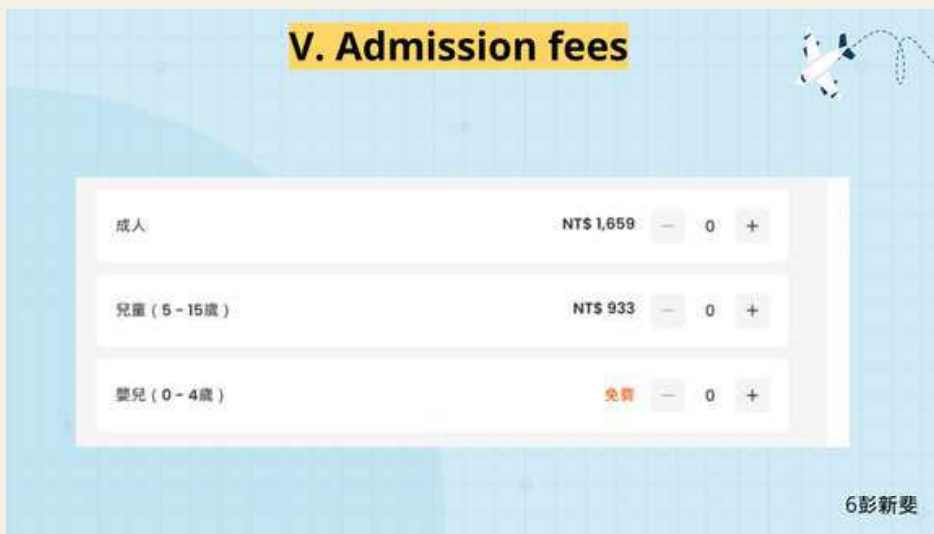 V. Admission fees
成人 NT$ 1,659 − 0 +
兒童 ( 5 - 15歲 ) NT$ 933 − 0 +
嬰兒 ( 0 - 4歲 ) 免費 − 0 +
6彭新斐